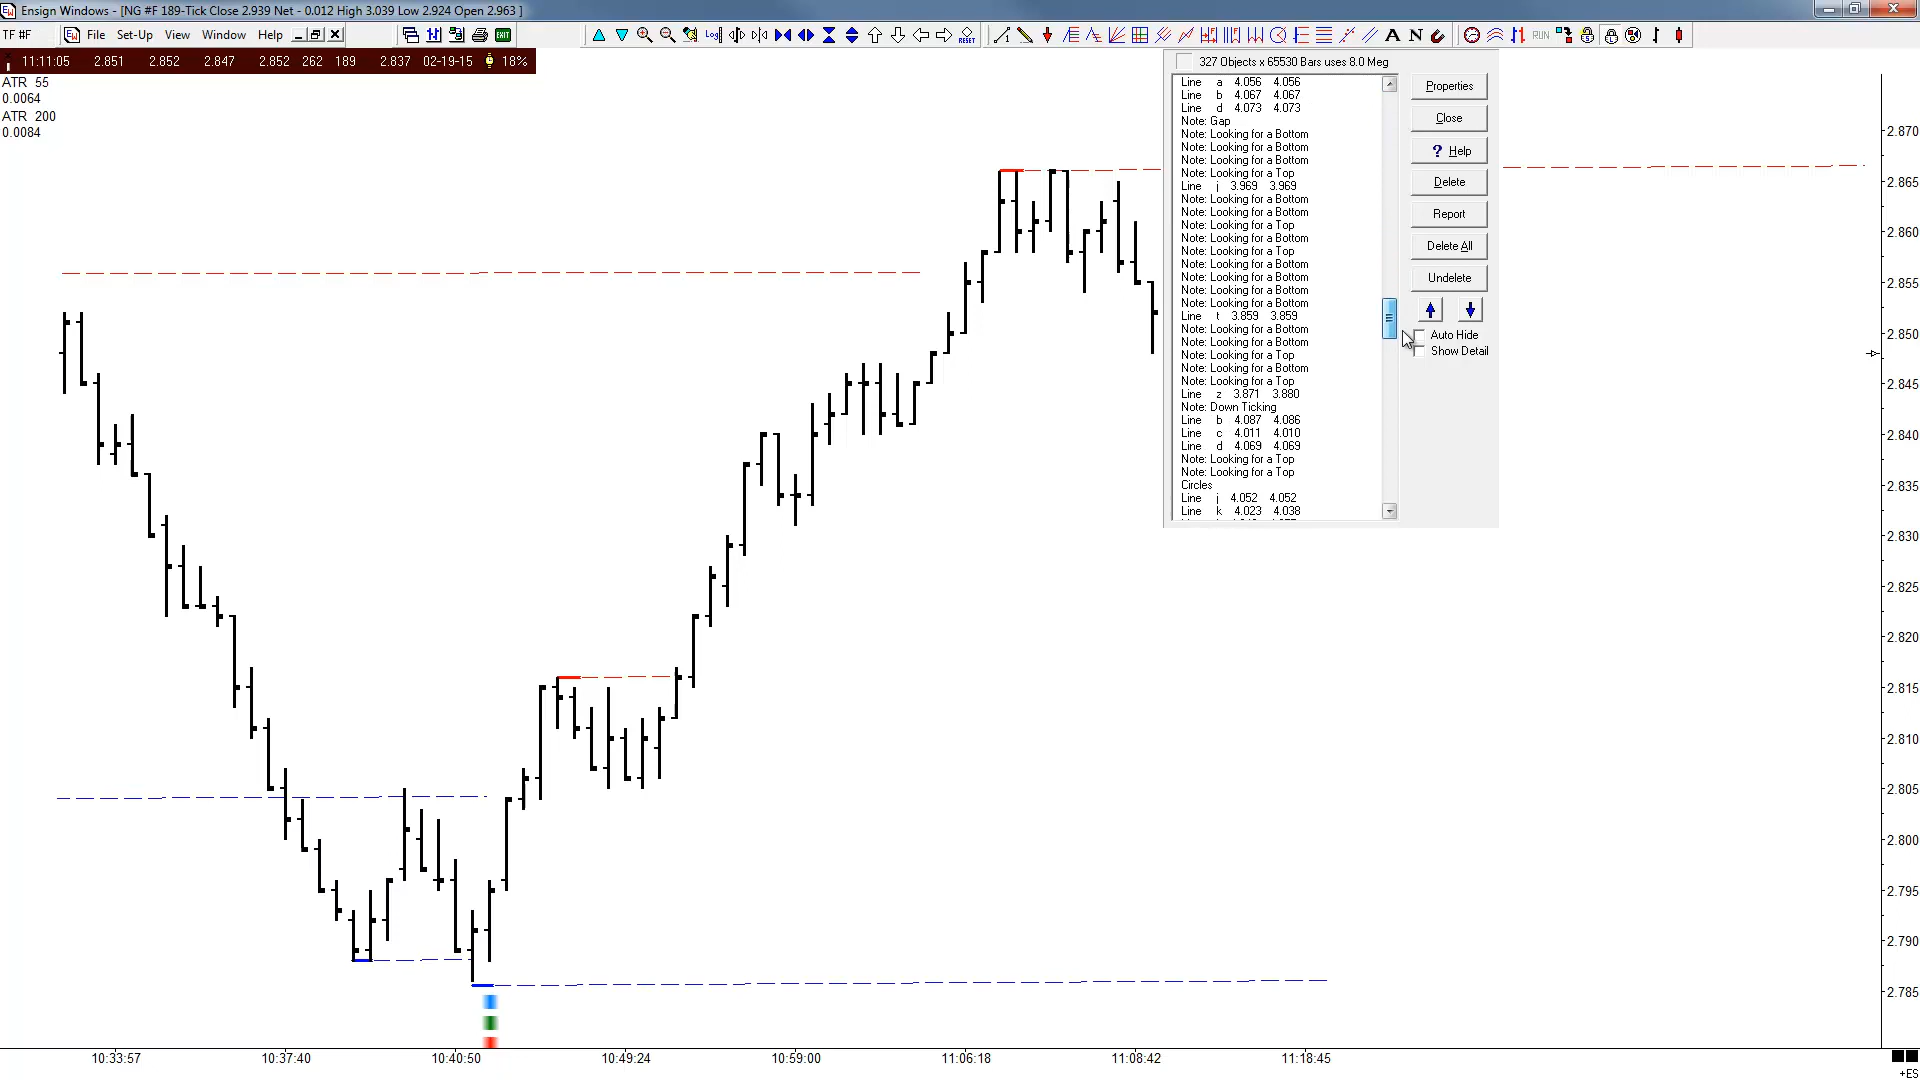 Ensign Windows - [NG #F 189-Tick Close 2.939 Net - 0.012 High 3.039 Low 2.924 Open 2.963 ]
TF #F
File Set-Up View Window Help
Log
RESET
A N
RUN
11:11:05 2.851 2.852 2.847 2.852 262 189 2.837 02-19-15 18%
ATR 55
0.0064
ATR 200
0.0084
327 Objects x 65530 Bars uses 8.0 Meg
Line a 4.056 4.056
Line b 4.067 4.067
Line d 4.073 4.073
Note: Gap
Note: Looking for a Bottom
Note: Looking for a Bottom
Note: Looking for a Bottom
Note: Looking for a Top
Line j 3.969 3.969
Note: Looking for a Bottom
Note: Looking for a Bottom
Note: Looking for a Top
Note: Looking for a Bottom
Note: Looking for a Top
Note: Looking for a Bottom
Note: Looking for a Bottom
Note: Looking for a Bottom
Note: Looking for a Bottom
Line t 3.859 3.859
Note: Looking for a Bottom
Note: Looking for a Bottom
Note: Looking for a Top
Note: Looking for a Bottom
Note: Looking for a Top
Line z 3.871 3.880
Note: Down Ticking
Line b 4.087 4.086
Line c 4.011 4.010
Line d 4.069 4.069
Note: Looking for a Top
Note: Looking for a Top
Circles
Line j 4.052 4.052
Line k 4.023 4.038
Properties
Close
? Help
Delete
Report
Delete All
Undelete
Auto Hide
Show Detail
2.870
2.865
2.860
2.855
2.850
2.845
2.840
2.835
2.830
2.825
2.820
2.815
2.810
2.805
2.800
2.795
2.790
2.785
10:33:57 10:37:40 10:40:50 10:49:24 10:59:00 11:06:18 11:08:42 11:18:45
+ES